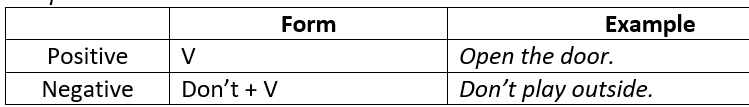 Form Example
Positive V Open the door.
Negative Don’t + V Don’t play outside.